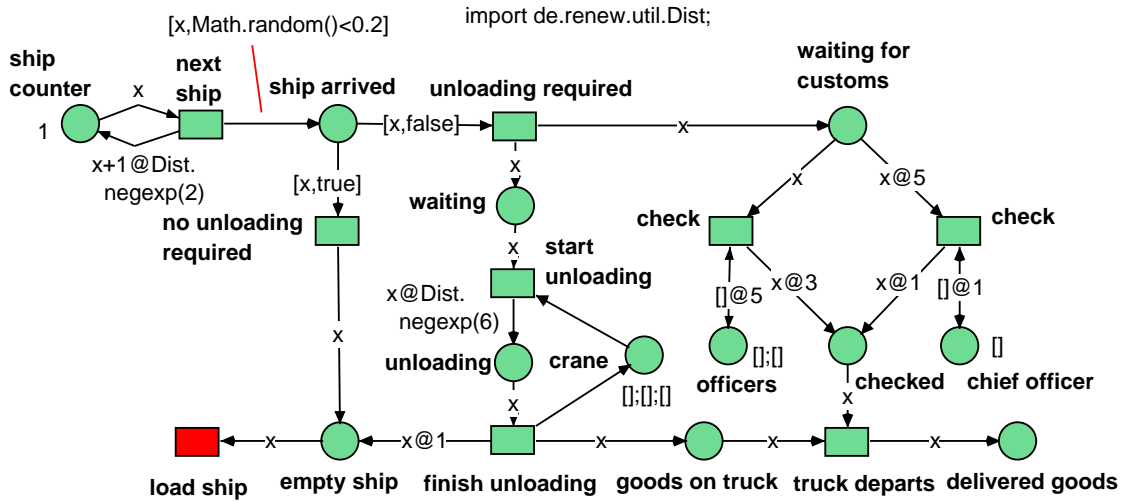 import de.renew.util.Dist;
[x,Math.random()<0.2]
ship
counter
next
ship
ship arrived
unloading required
waiting for
customs
x
1
[x,false]
x
x+1@Dist.
negexp(2)
[x,true]
x
x
x@5
waiting
check
check
no unloading
required
x
start
unloading
x@Dist.
negexp(6)
[]@5
x@3
x@1
[]@1
x
unloading
crane
[];[];[]
officers
[];[]
checked
chief officer
[]
x
x
x
x@1
x
x
x
load ship
empty ship
finish unloading
goods on truck
truck departs
delivered goods